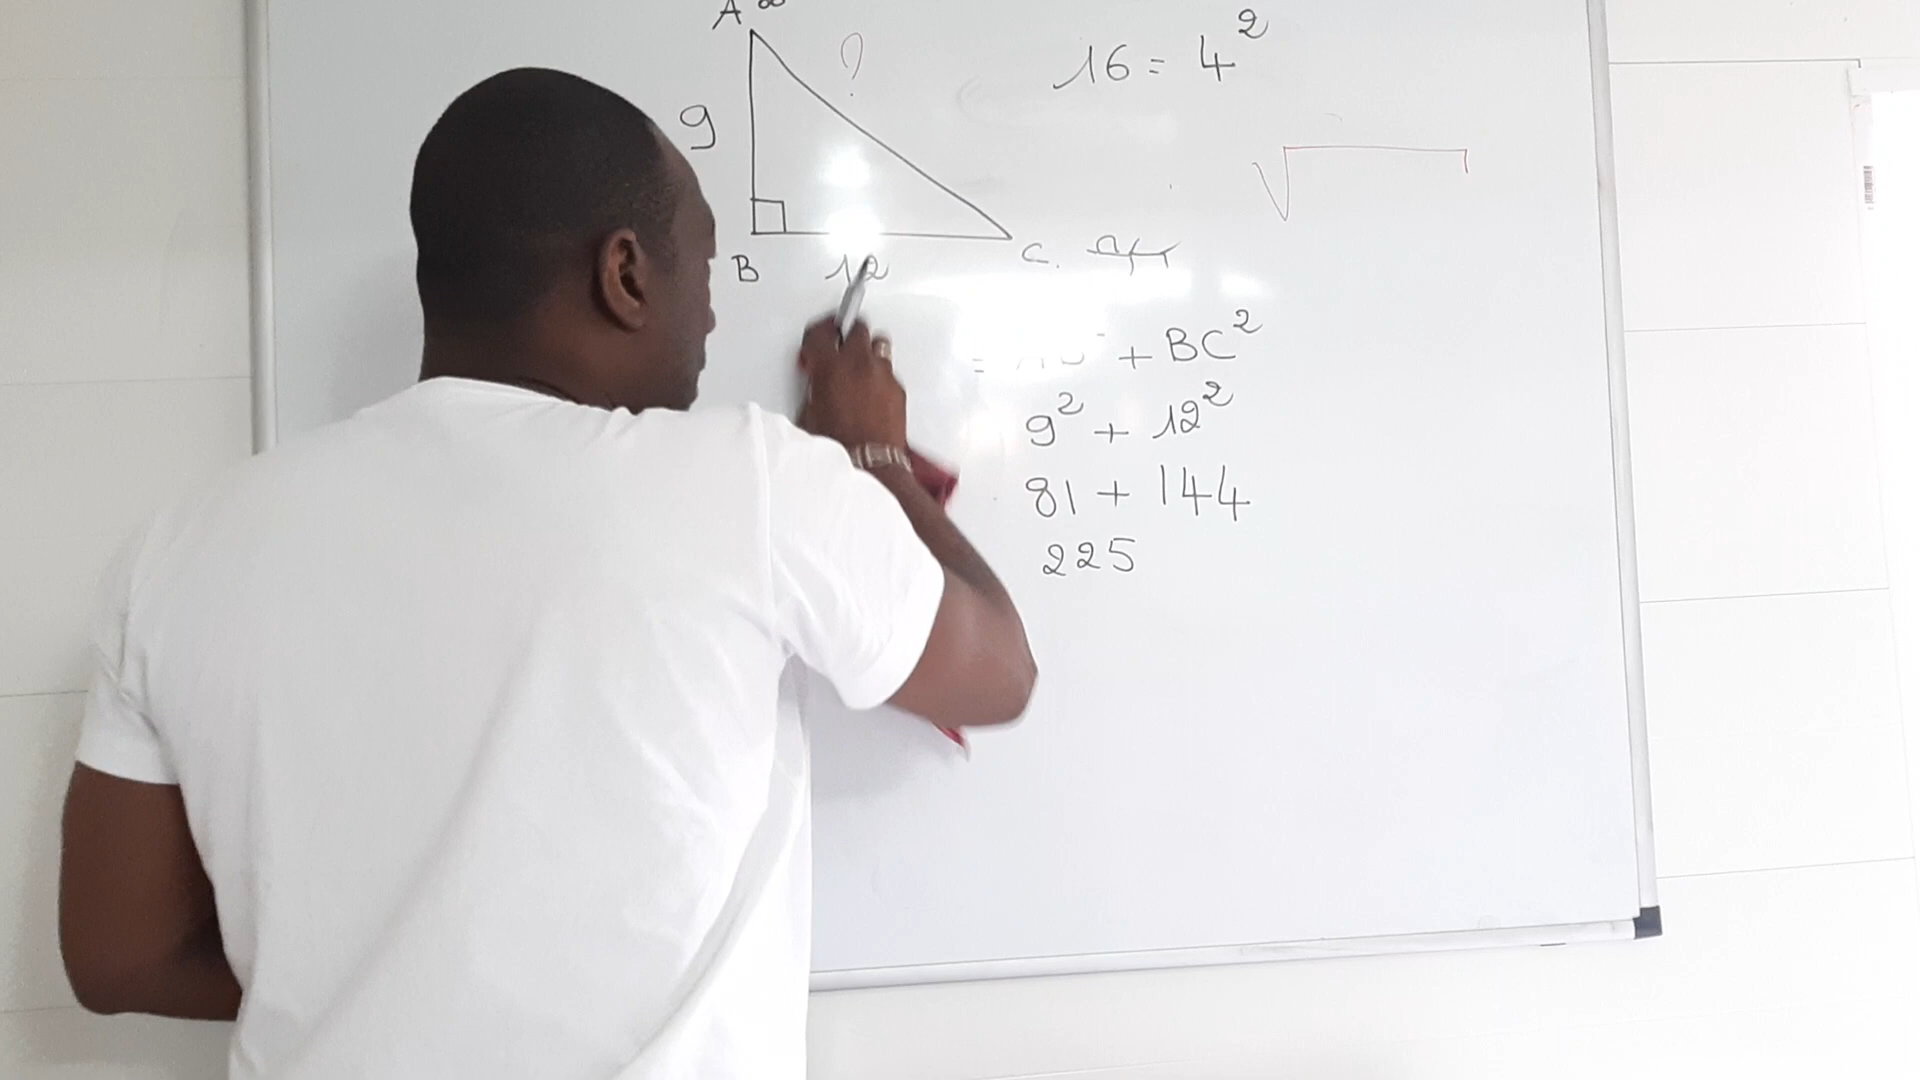 A
?
9
B
12
C.
16 = 4²
√
+ BC²
9² + 12²
81 + 144
225